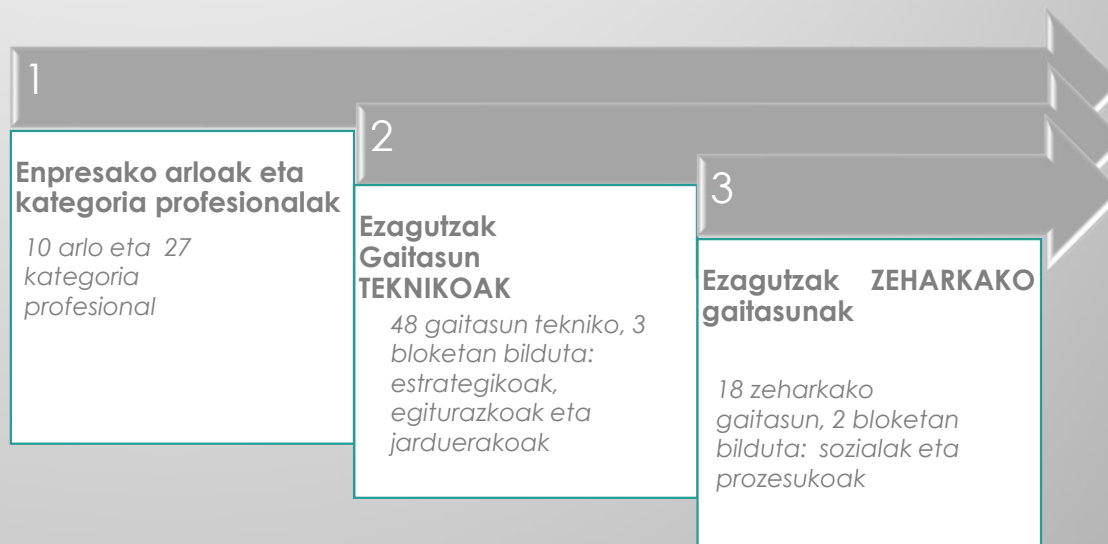 1
Enpresako arloak eta
kategoria profesionalak
10 arlo eta 27
kategoria
profesional
2
Ezagutzak
Gaitasun
TEKNIKOAK
48 gaitasun tekniko, 3
bloketan bilduta:
estrategikoak,
egiturazkoak eta
jarduerakoak
3
Ezagutzak ZEHARKAKO
gaitasunak
18 zeharkako
gaitasun, 2 bloketan
bilduta: sozialak eta
prozesukoak